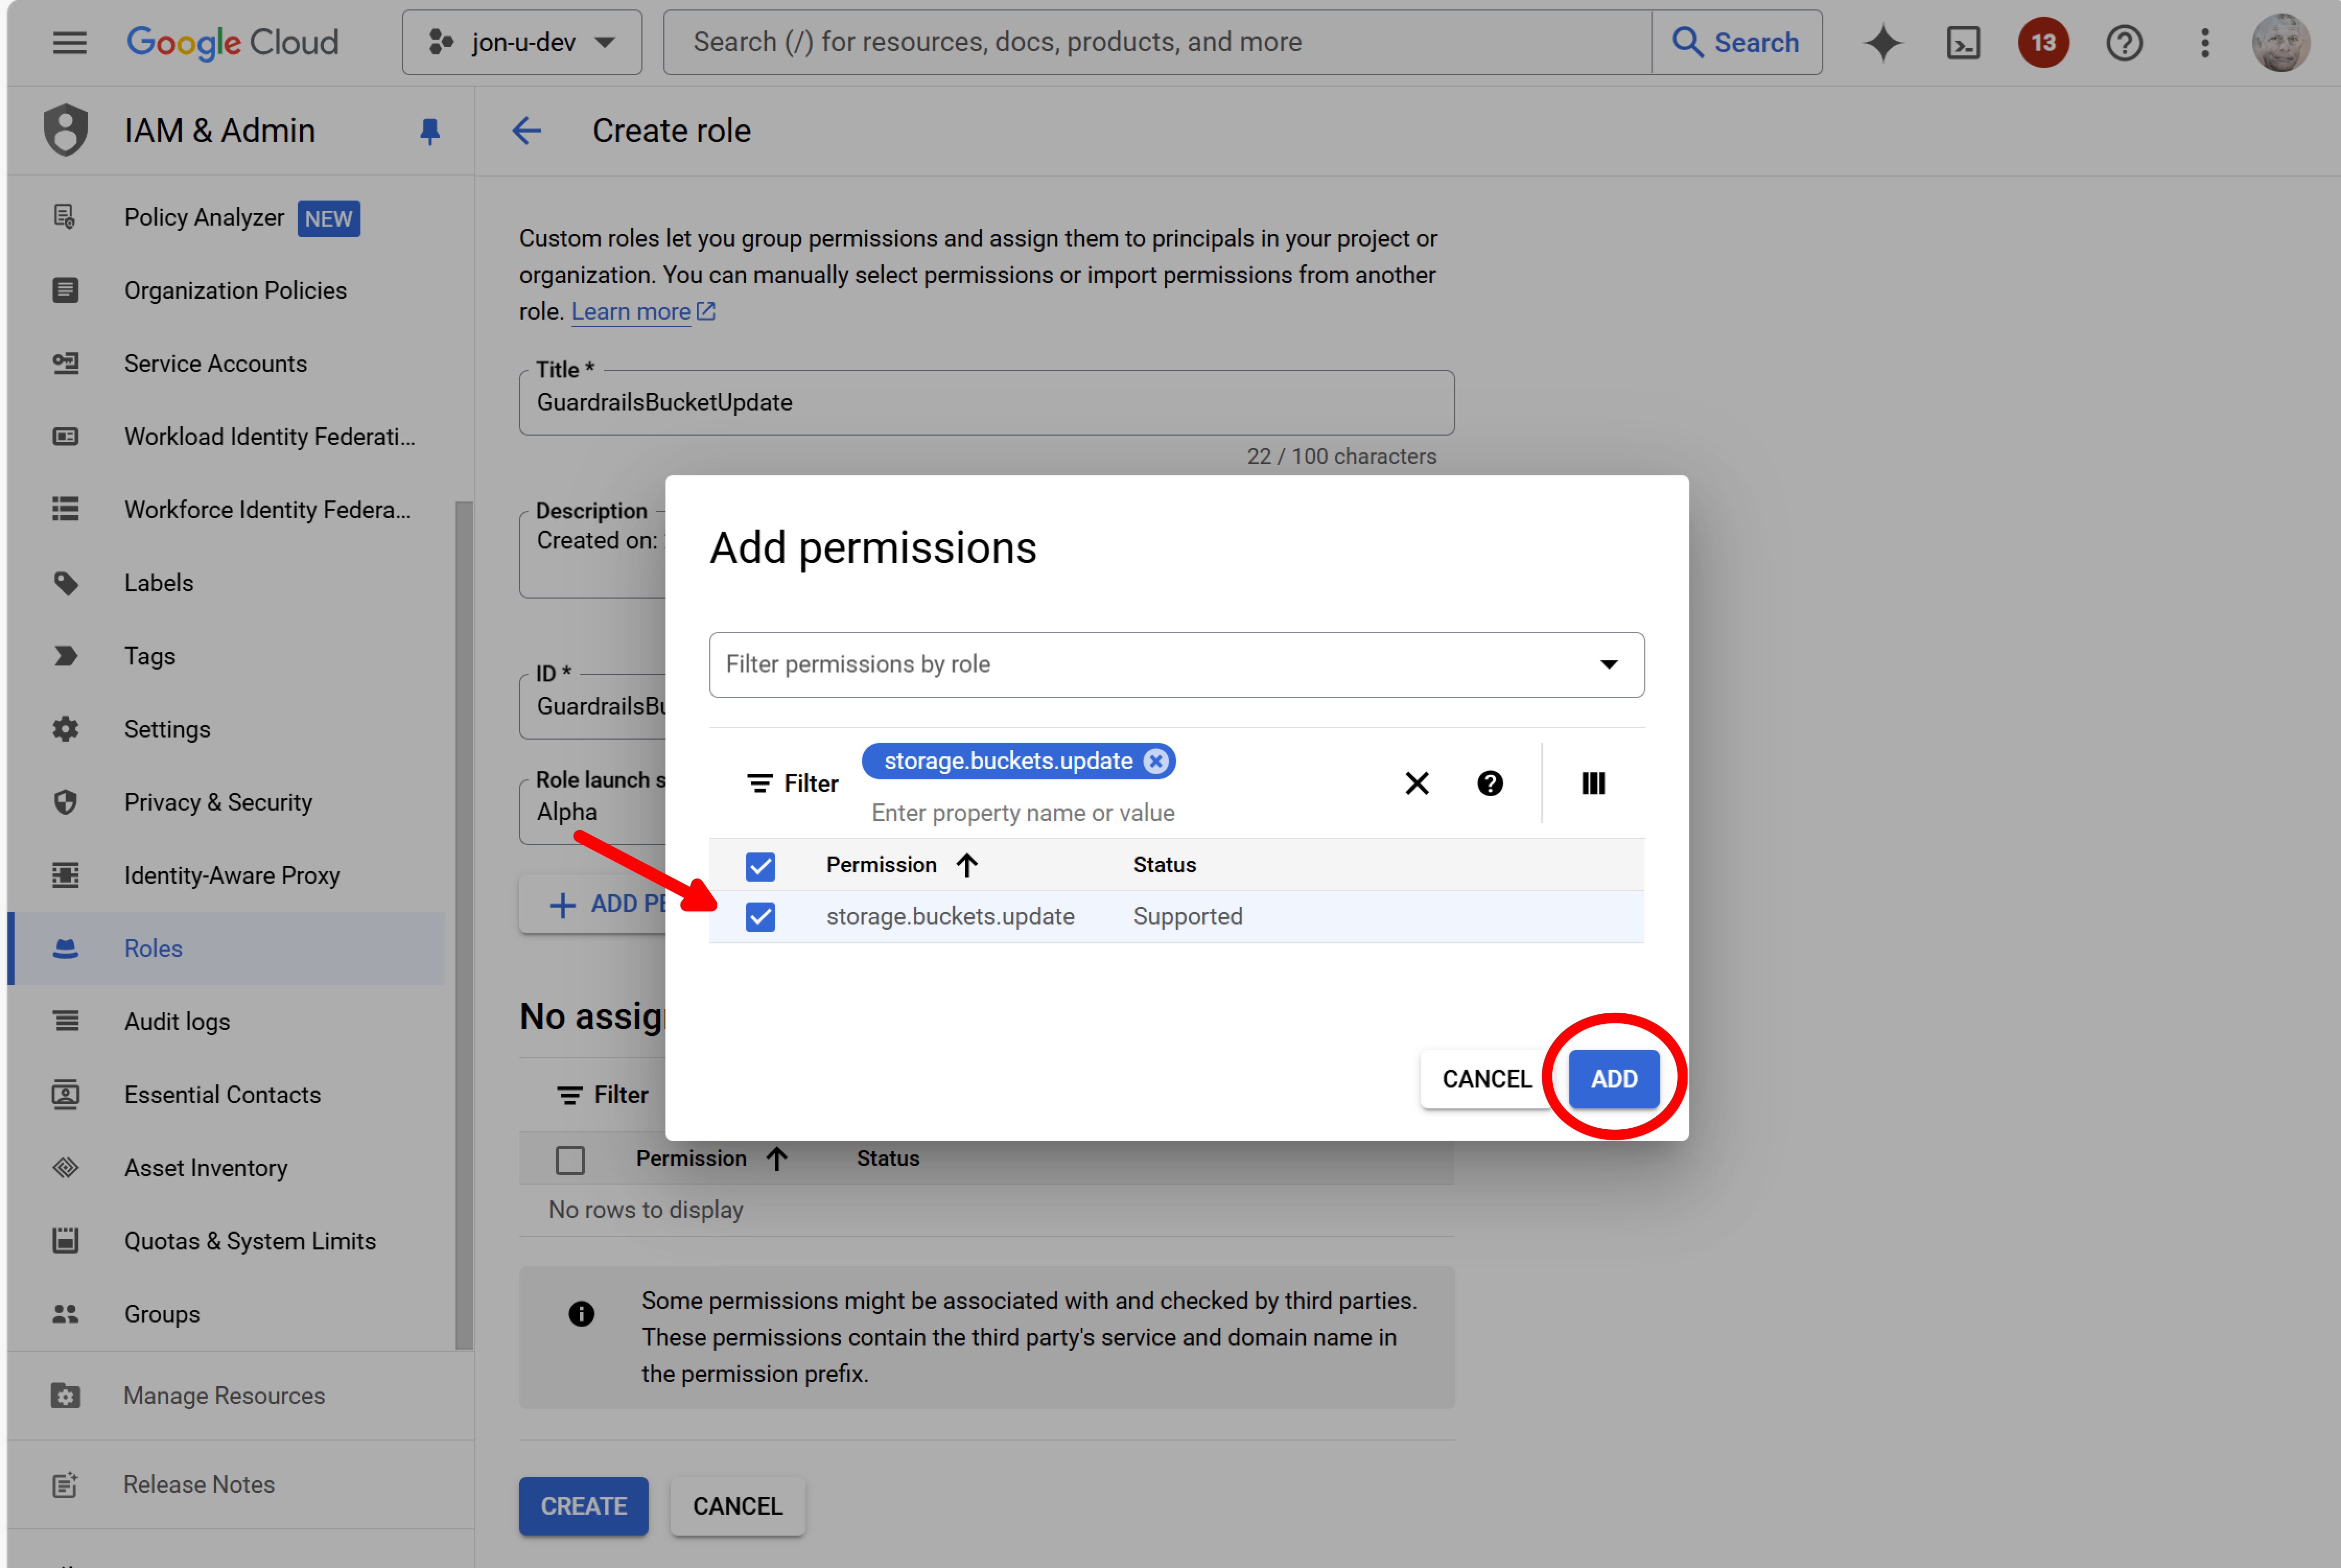 Google Cloud
jon-u-dev
Search (/) for resources, docs, products, and more
Search
13
IAM & Admin
Create role
Policy Analyzer NEW
Organization Policies
Service Accounts
Workload Identity Federati...
Workforce Identity Federa...
Labels
Tags
Settings
Privacy & Security
Identity-Aware Proxy
Roles
Audit logs
Essential Contacts
Asset Inventory
Quotas & System Limits
Groups
Manage Resources
Release Notes
Custom roles let you group permissions and assign them to principals in your project or
organization. You can manually select permissions or import permissions from another
role. Learn more
Title *
GuardrailsBucketUpdate
22 / 100 characters
Description
Created on:
ID *
GuardrailsBu
Role launch s
Alpha
ADD PE
No assig
Filter
Permission Status
No rows to display
Some permissions might be associated with and checked by third parties.
These permissions contain the third party's service and domain name in
the permission prefix.
CREATE CANCEL
Add permissions
Filter permissions by role
Filter
storage.buckets.update
Enter property name or value
Permission Status
storage.buckets.update Supported
CANCEL ADD